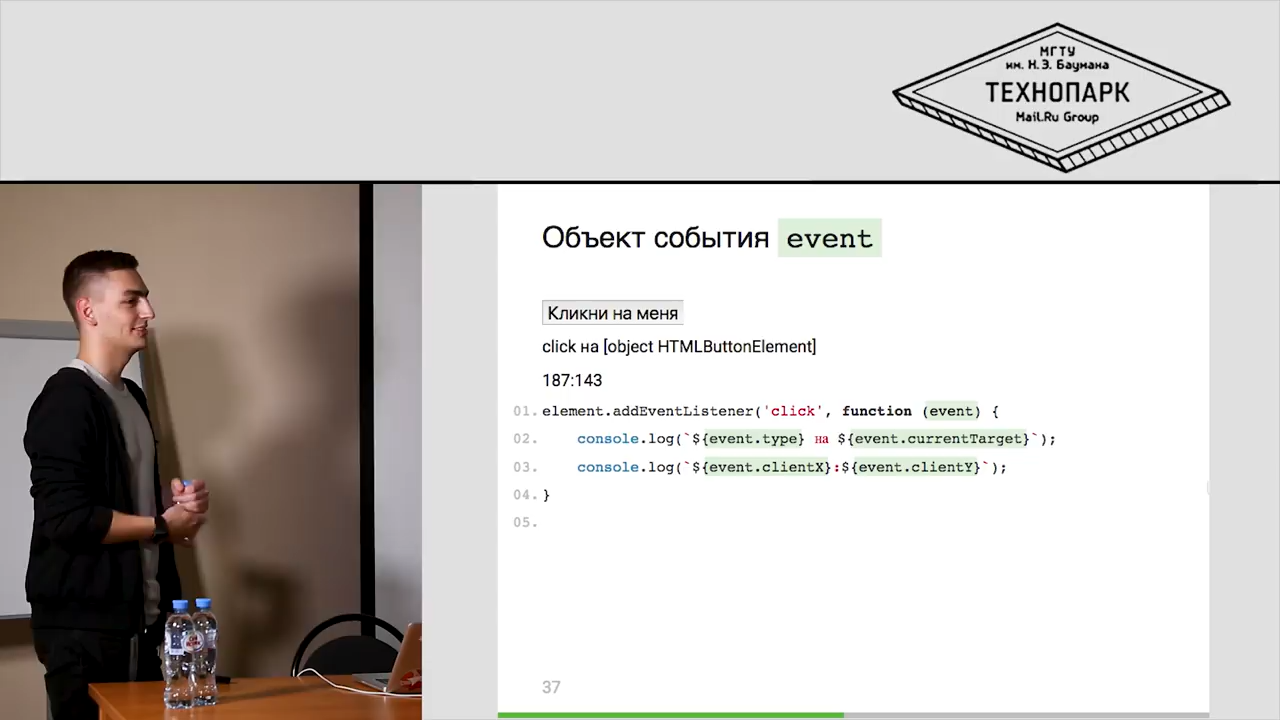 МГТУ
им. Н.Э. Баумана
ТЕХНОПАРК
Mail.Ru Group
Объект события event
Кликни на меня
click на [object HTMLButtonElement]
187:143
01. element.addEventListener('click', function (event) {
02. console.log(`${event.type} на ${event.currentTarget}`);
03. console.log(`${event.clientX}:${event.clientY}`);
04. }
05.
37